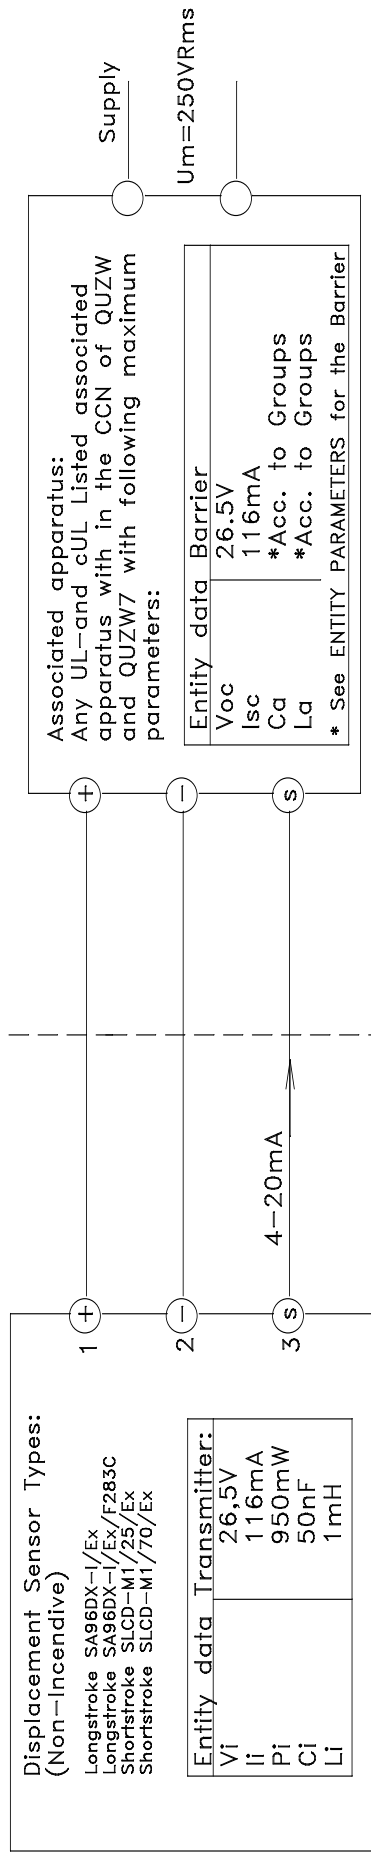 Displacement Sensor Types:
(Non-Incendive)
Longstroke SA96DX-I/Ex
Longstroke SA96DX-I/Ex/F283C
Shortstroke SLCD-M1/25/Ex
Shortstroke SLCD-M1/70/Ex
Entity data Transmitter:
Vi 26,5V
Ii 116mA
Pi 950mW
Ci 50nF
Li 1mH
1 +
2 -
3 s
4-20mA
+
-
s
Associated apparatus:
Any UL-and cUL Listed associated
apparatus with in the CCN of QUZW
and QUZW7 with following maximum
parameters:
Entity data Barrier
Voc 26.5V
Isc 116mA
Ca *Acc. to Groups
La *Acc. to Groups
* See ENTITY PARAMETERS for the Barrier
Supply
Um=250VRms